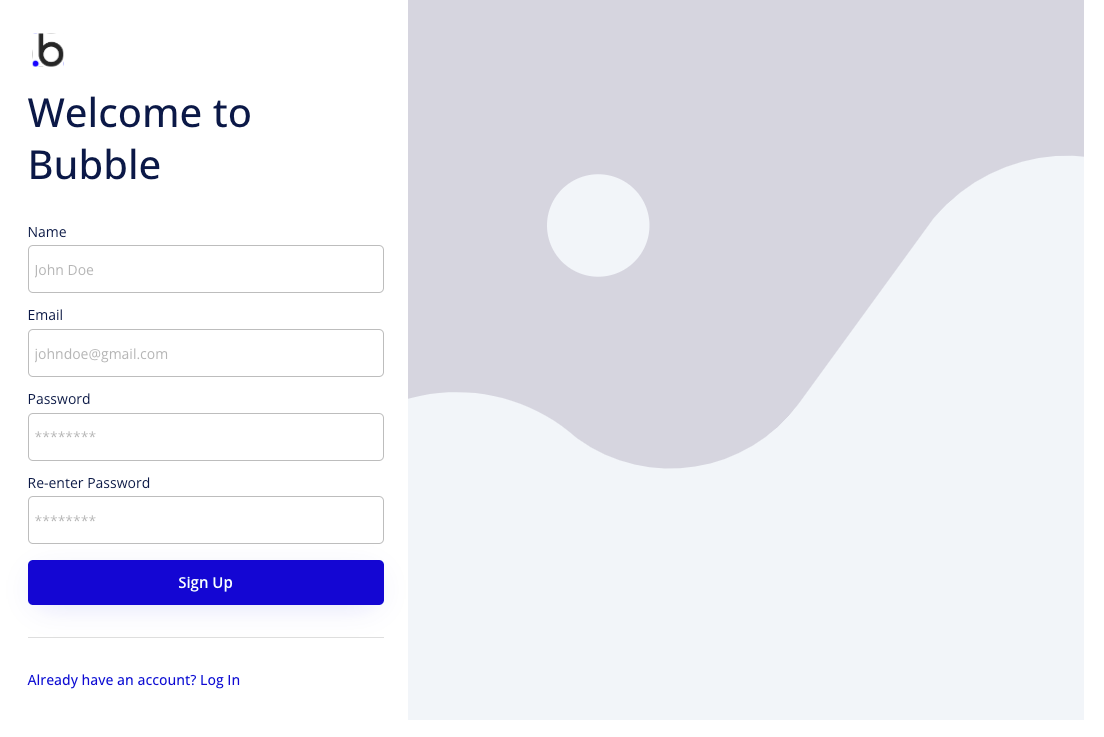 .b
Welcome to
Bubble
Name
John Doe
Email
johndoe@gmail.com
Password
********
Re-enter Password
********
Sign Up
Already have an account? Log In